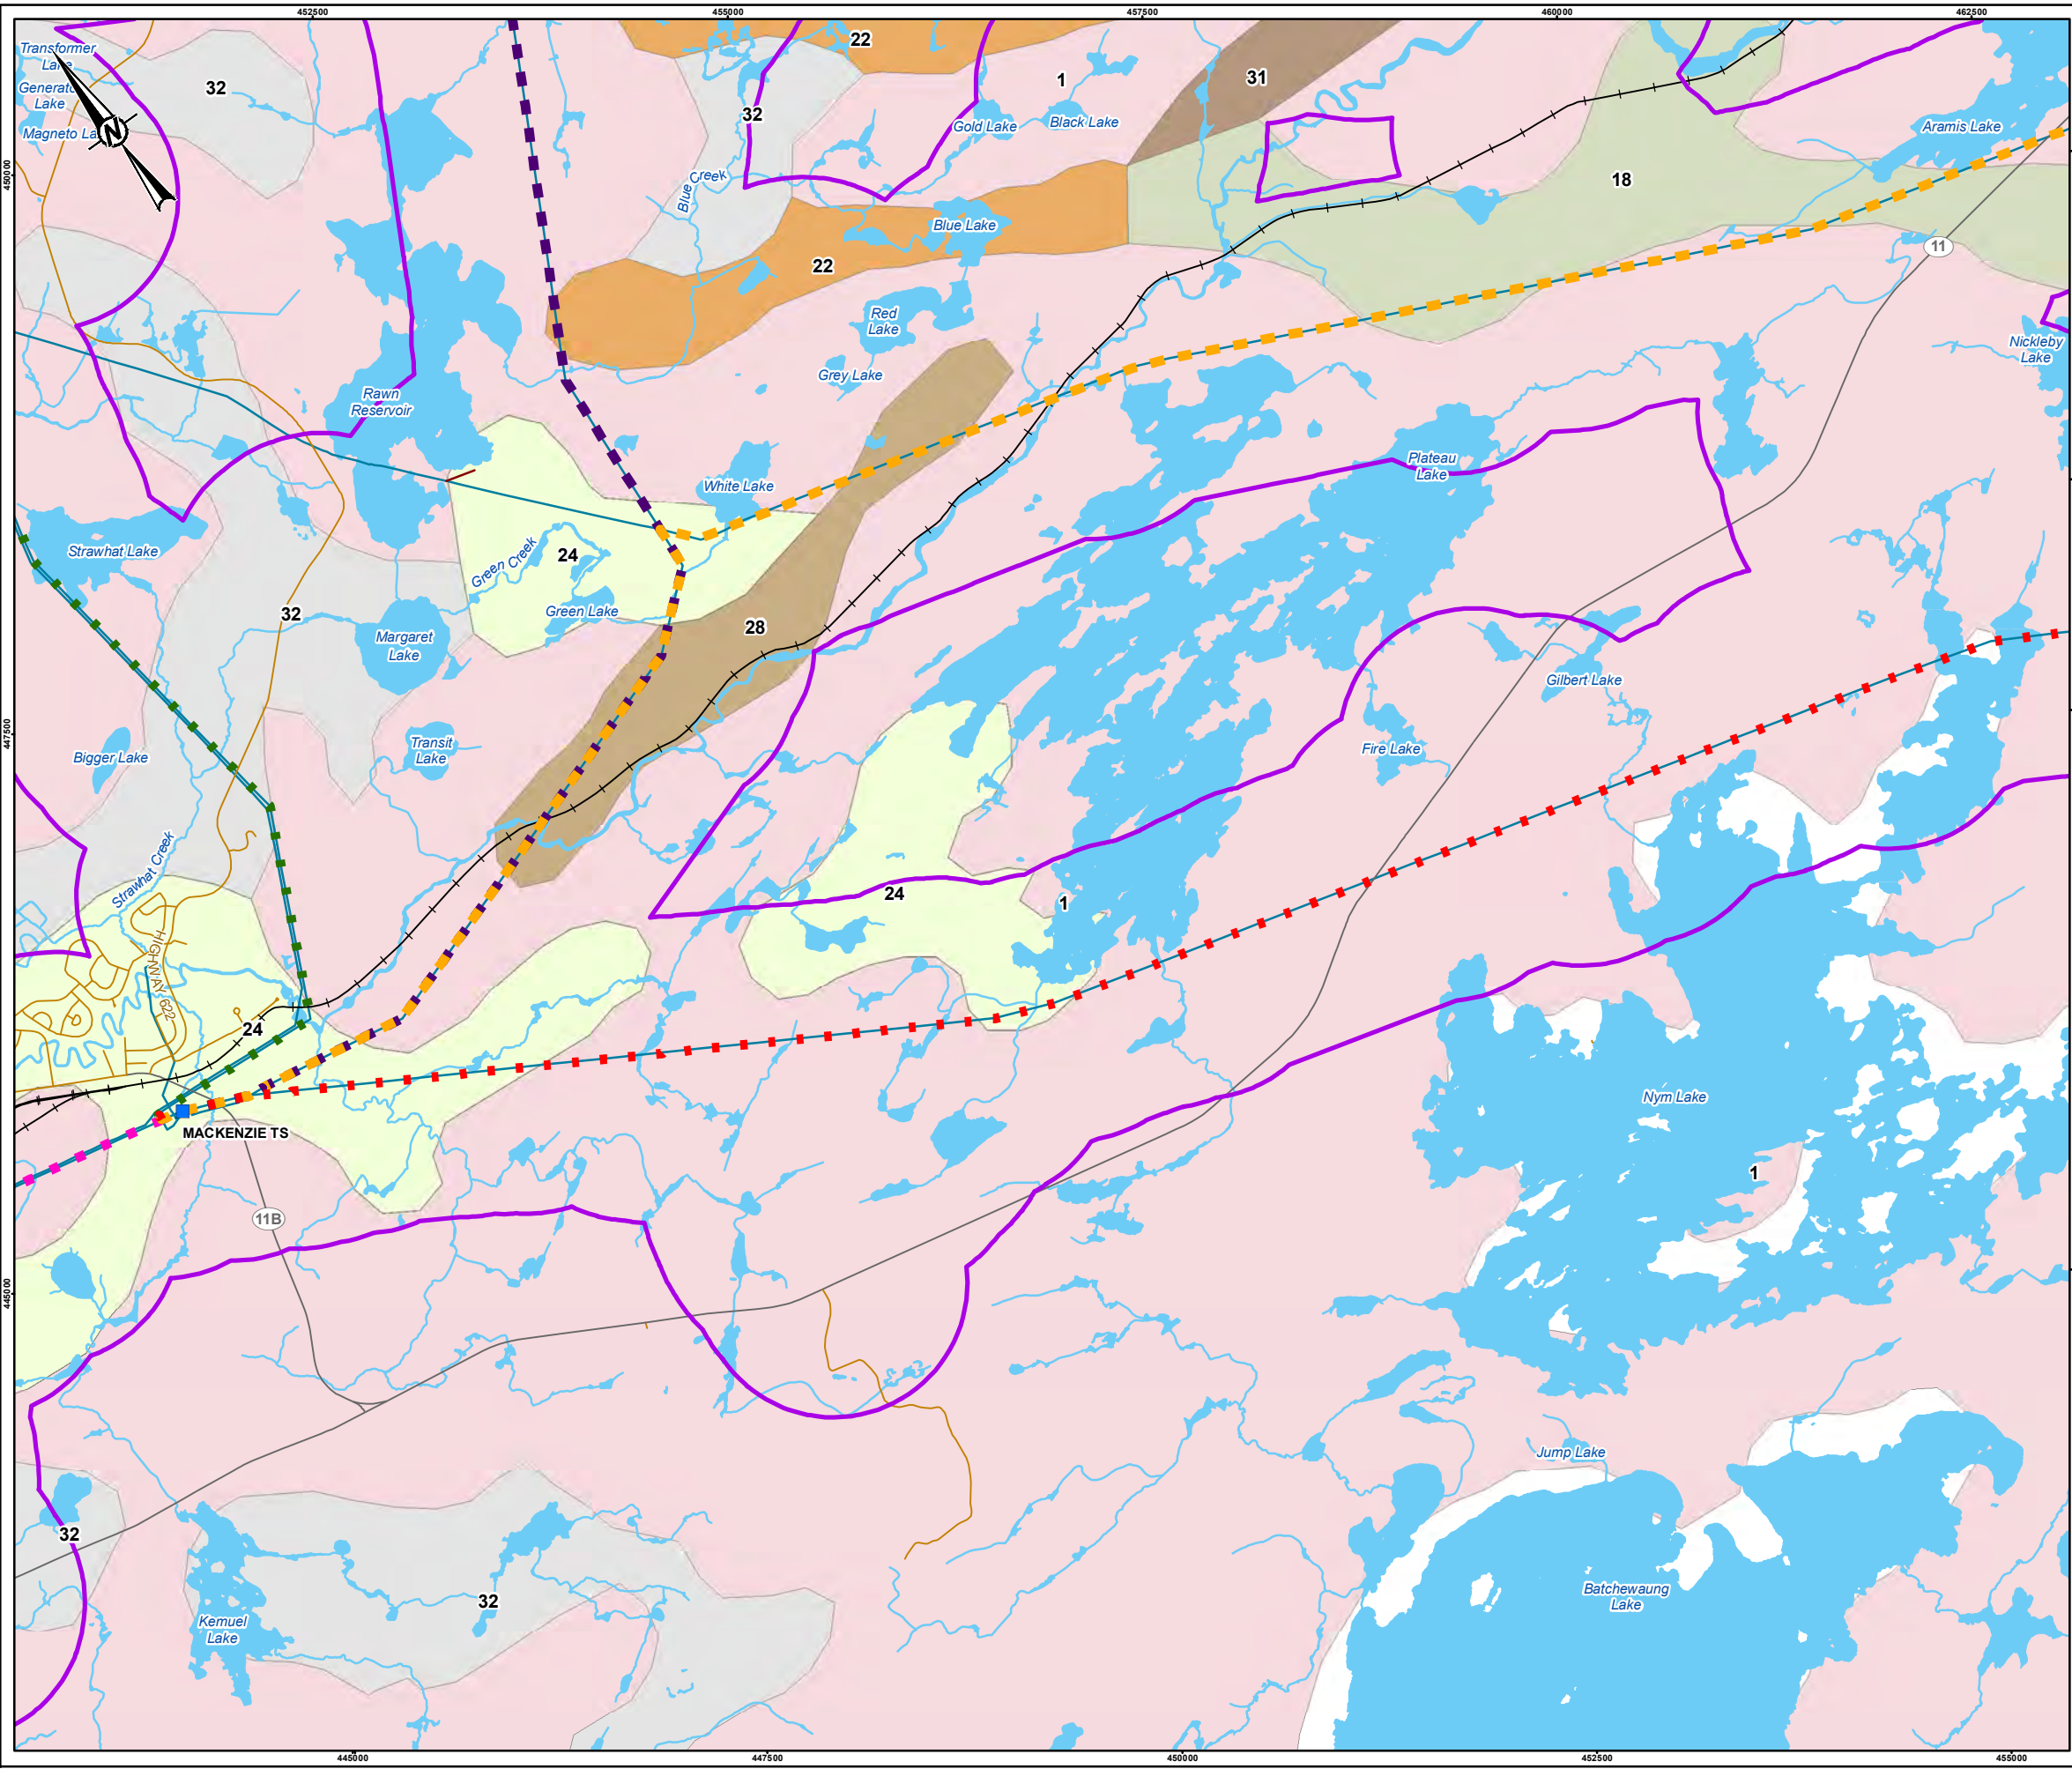 452500
455000
457500
460000
462500
Transformer
Lake
32
22
1
31
Generator
Lake
32
Gold Lake
Black Lake
Aramis Lake
N
Magneto La
450000
Blue Creek
18
Blue Lake
11
22
Red
Lake
Nickleby
Lake
Grey Lake
Rawn
Reservoir
Plateau
Lake
White Lake
Strawhat Lake
Green Creek
24
32
Green Lake
28
Margaret
Lake
Gilbert Lake
447500
Bigger Lake
Transit
Lake
Fire Lake
Strawhat Creek
24
1
HIGHWAY 622
24
Nym Lake
MACKENZIE TS
1
11B
445000
Jump Lake
32
32
Batchewaung
Lake
Kemuel
Lake
445000
447500
450000
452500
455000